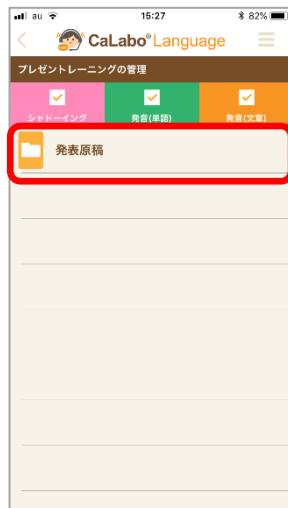 au 15:27 82%
CaLabo® Language
プレゼントレーニングの管理
シャドーイング 発音(単語) 発音(文章)
発表原稿